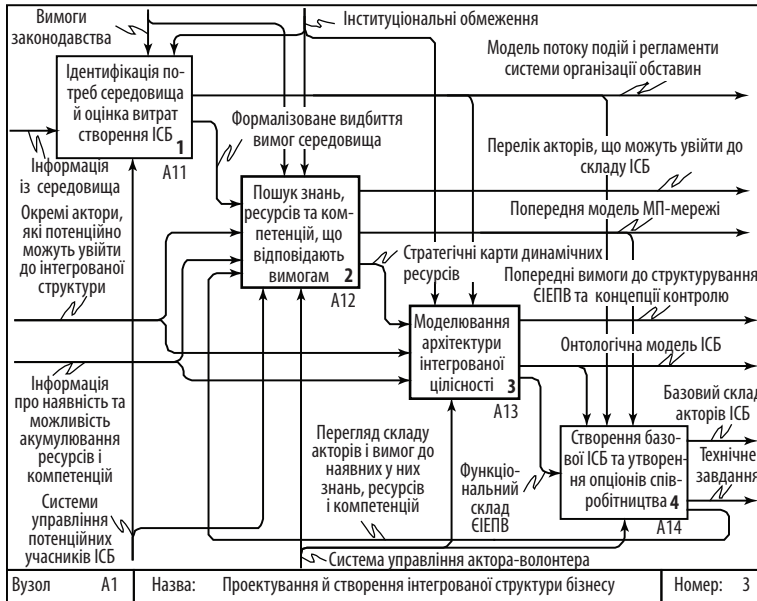 Вимоги
законодавства
Інституціональні обмеження
Модель потоку подій і регламенти
системи організації обставин
Ідентифікація по-
треб середовища
й оцінка витрат
створення ІСБ
1
А11
Формалізоване видбиття
вимог середовища
Перелік акторів, що можуть увійти до
складу ІСБ
Інформація
із середовища
Попередня модель МП-мережі
Окремі актори,
які потенційно
можуть увійти
до інтегрованої
структури
Пошук знань,
ресурсів та ком-
петенцій, що
відповідають
вимогам 2
А12
Стратегічні карти динамічних
ресурсів
Попередні вимоги до структурування
ЄІЕПВ та концепції контролю
Моделювання
архітектури
інтегрованої
цілісності 3
А13
Онтологічна модель ІСБ
Інформація
про наявність та
можливість
акумулювання
ресурсів і
компетенцій
Базовий склад
акторів ІСБ
Перегляд складу
акторів і вимог до
наявних у них
знань, ресурсів
і компетенцій
Функціо-
нальний
склад
ЄІЕПВ
Створення базо-
вої ІСБ та утворен-
ня опціонів спів-
робітництва 4
А14
Технічне
завдання
Системи
управління
потенційних
учасників ІСБ
Система управління актора-волонтера
Вузол А1 Назва: Проектування й створення інтегрованої структури бізнесу Номер: 3